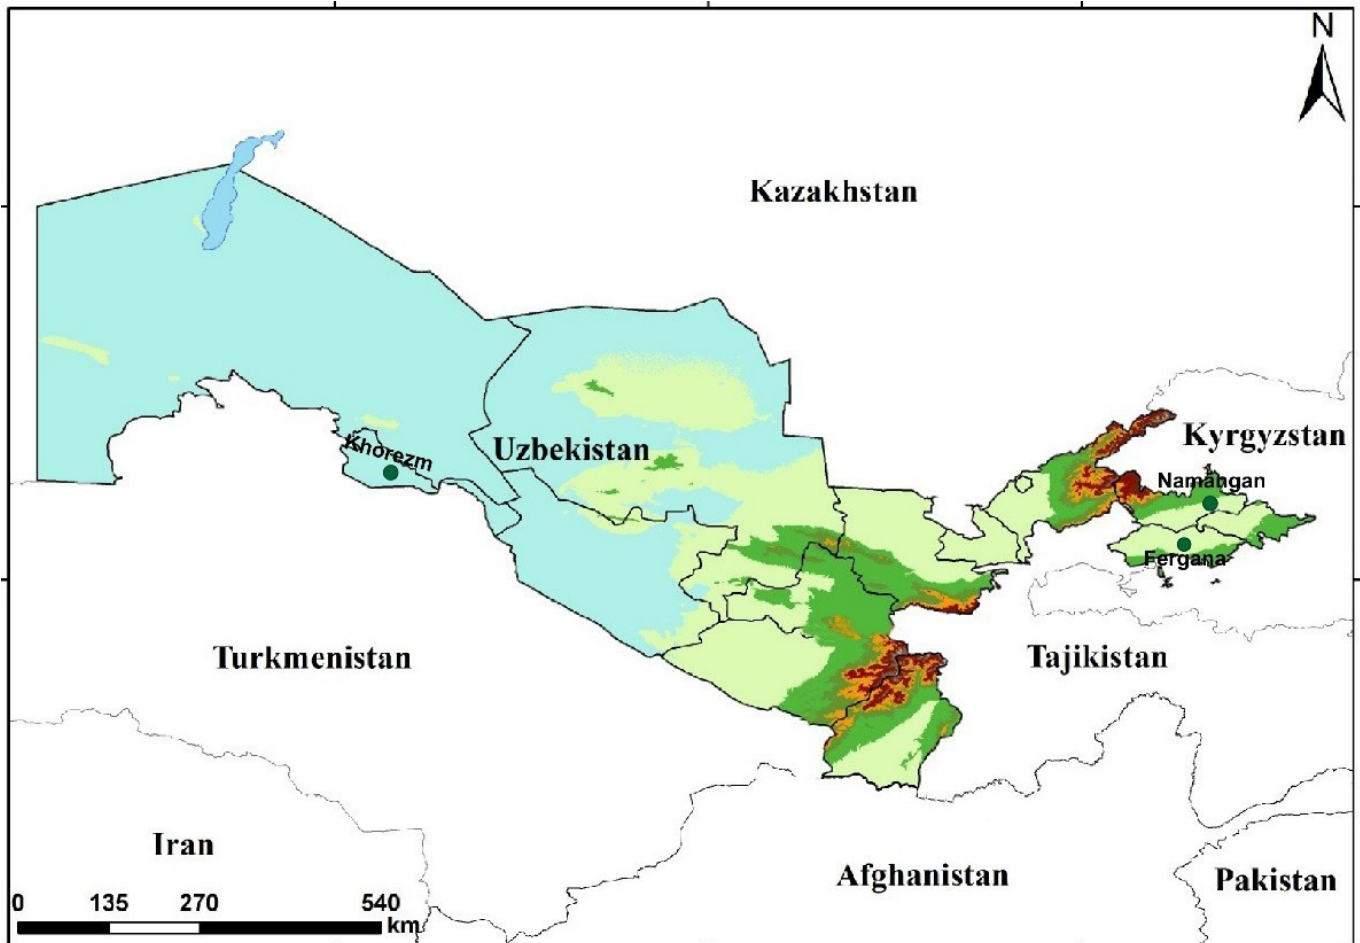 N
Kazakhstan
Kyrgyzstan
Khorezm
Uzbekistan
Namangan
Fergana
Turkmenistan
Tajikistan
Iran
Afghanistan
Pakistan
0 135 270 540
km